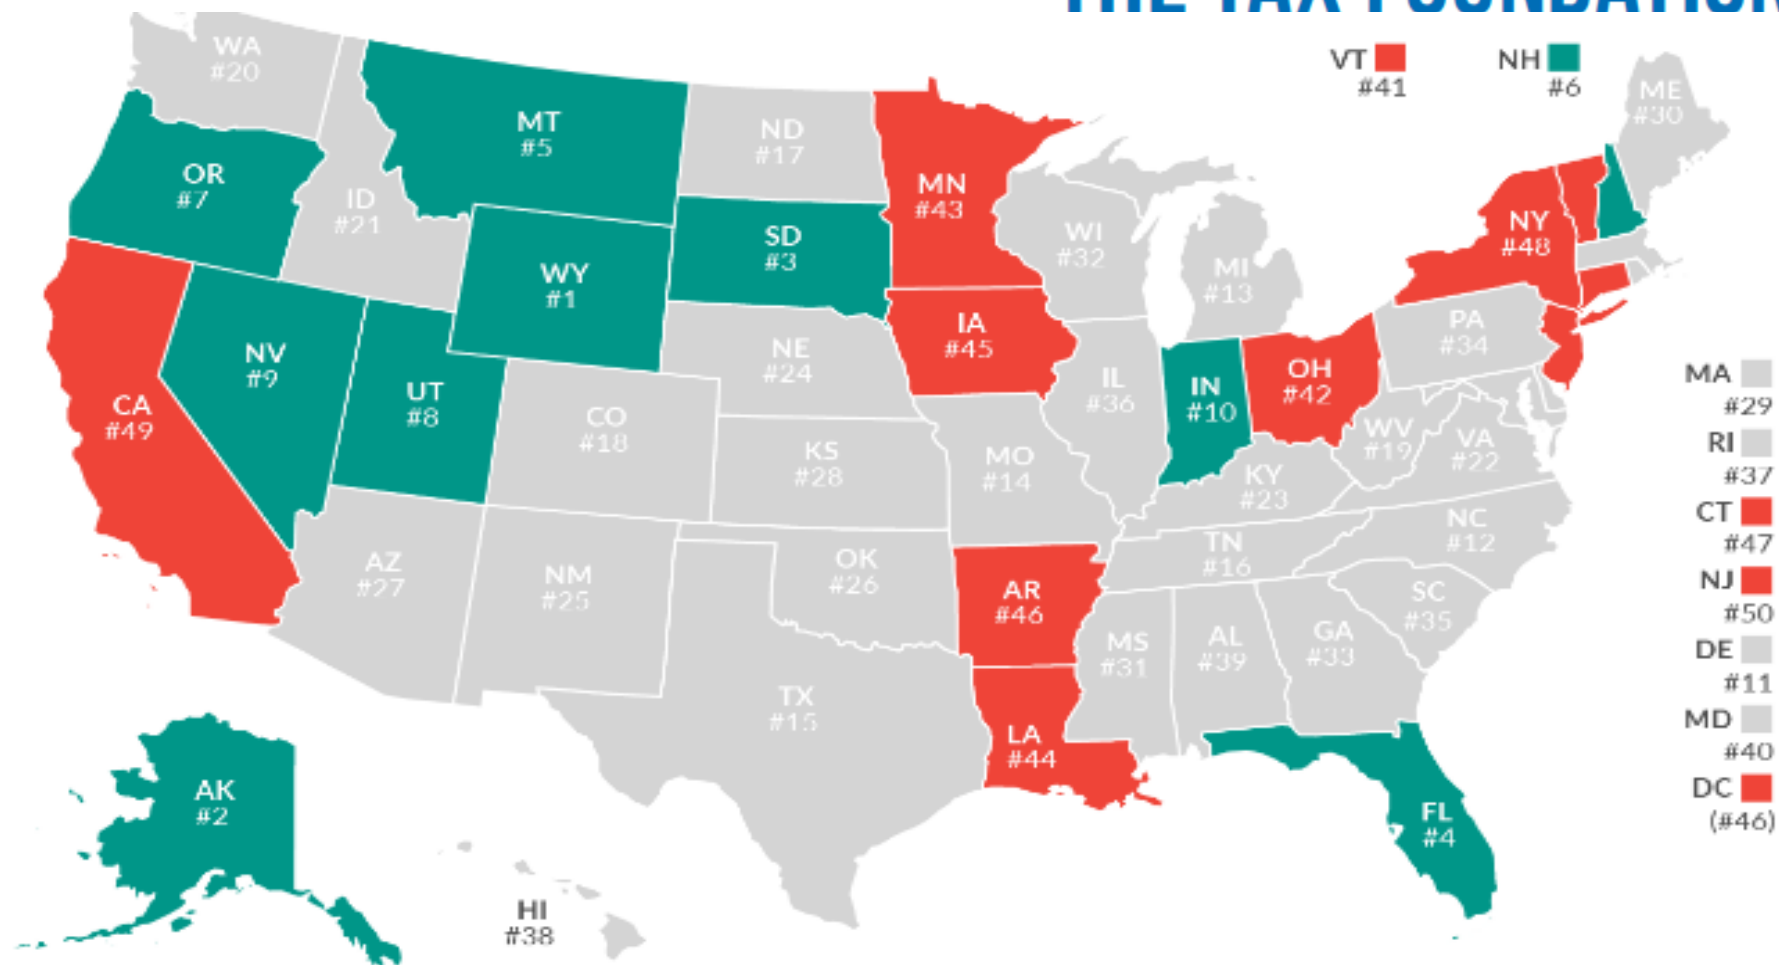 THE TAX FOUNDATION
WA
#20
VT
#41
NH
#6
ME
#30
MT
#5
ND
#17
OR
#7
ID
#21
MN
#43
WI
#32
NY
#48
SD
#3
WY
#1
MI
#13
IA
#45
PA
#34
NV
#9
NE
#24
OH
#42
UT
#8
IL
#36
IN
#10
CA
#49
CO
#18
KS
#28
MO
#14
WV
#19
VA
#22
KY
#23
MA
#29
RI
#37
CT
#47
NJ
#50
DE
#11
MD
#40
DC
(#46)
NC
#12
TN
#16
AZ
#27
NM
#25
OK
#26
AR
#46
SC
#35
MS
#31
AL
#39
GA
#33
TX
#15
LA
#44
AK
#2
FL
#4
HI
#38